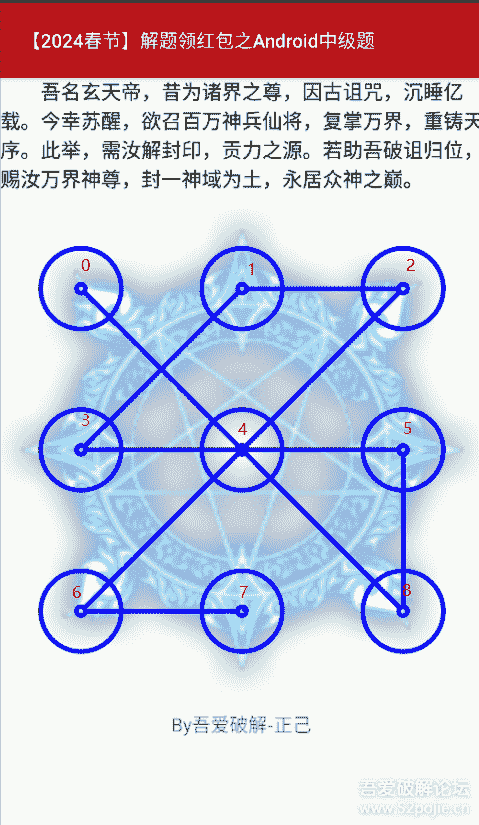 【2024春节】解题领红包之Android中级题
吾名玄天帝，昔为诸界之尊，因古诅咒，沉睡亿
载。今幸苏醒，欲召百万神兵仙将，复掌万界，重铸天
序。此举，需汝解封印，贡力之源。若助吾破诅归位，
赐汝万界神尊，封一神域为土，永居众神之巅。
0
1
2
3
4
5
6
7
8
By吾爱破解-正己
吾爱破解论坛
www.52pojie.cn